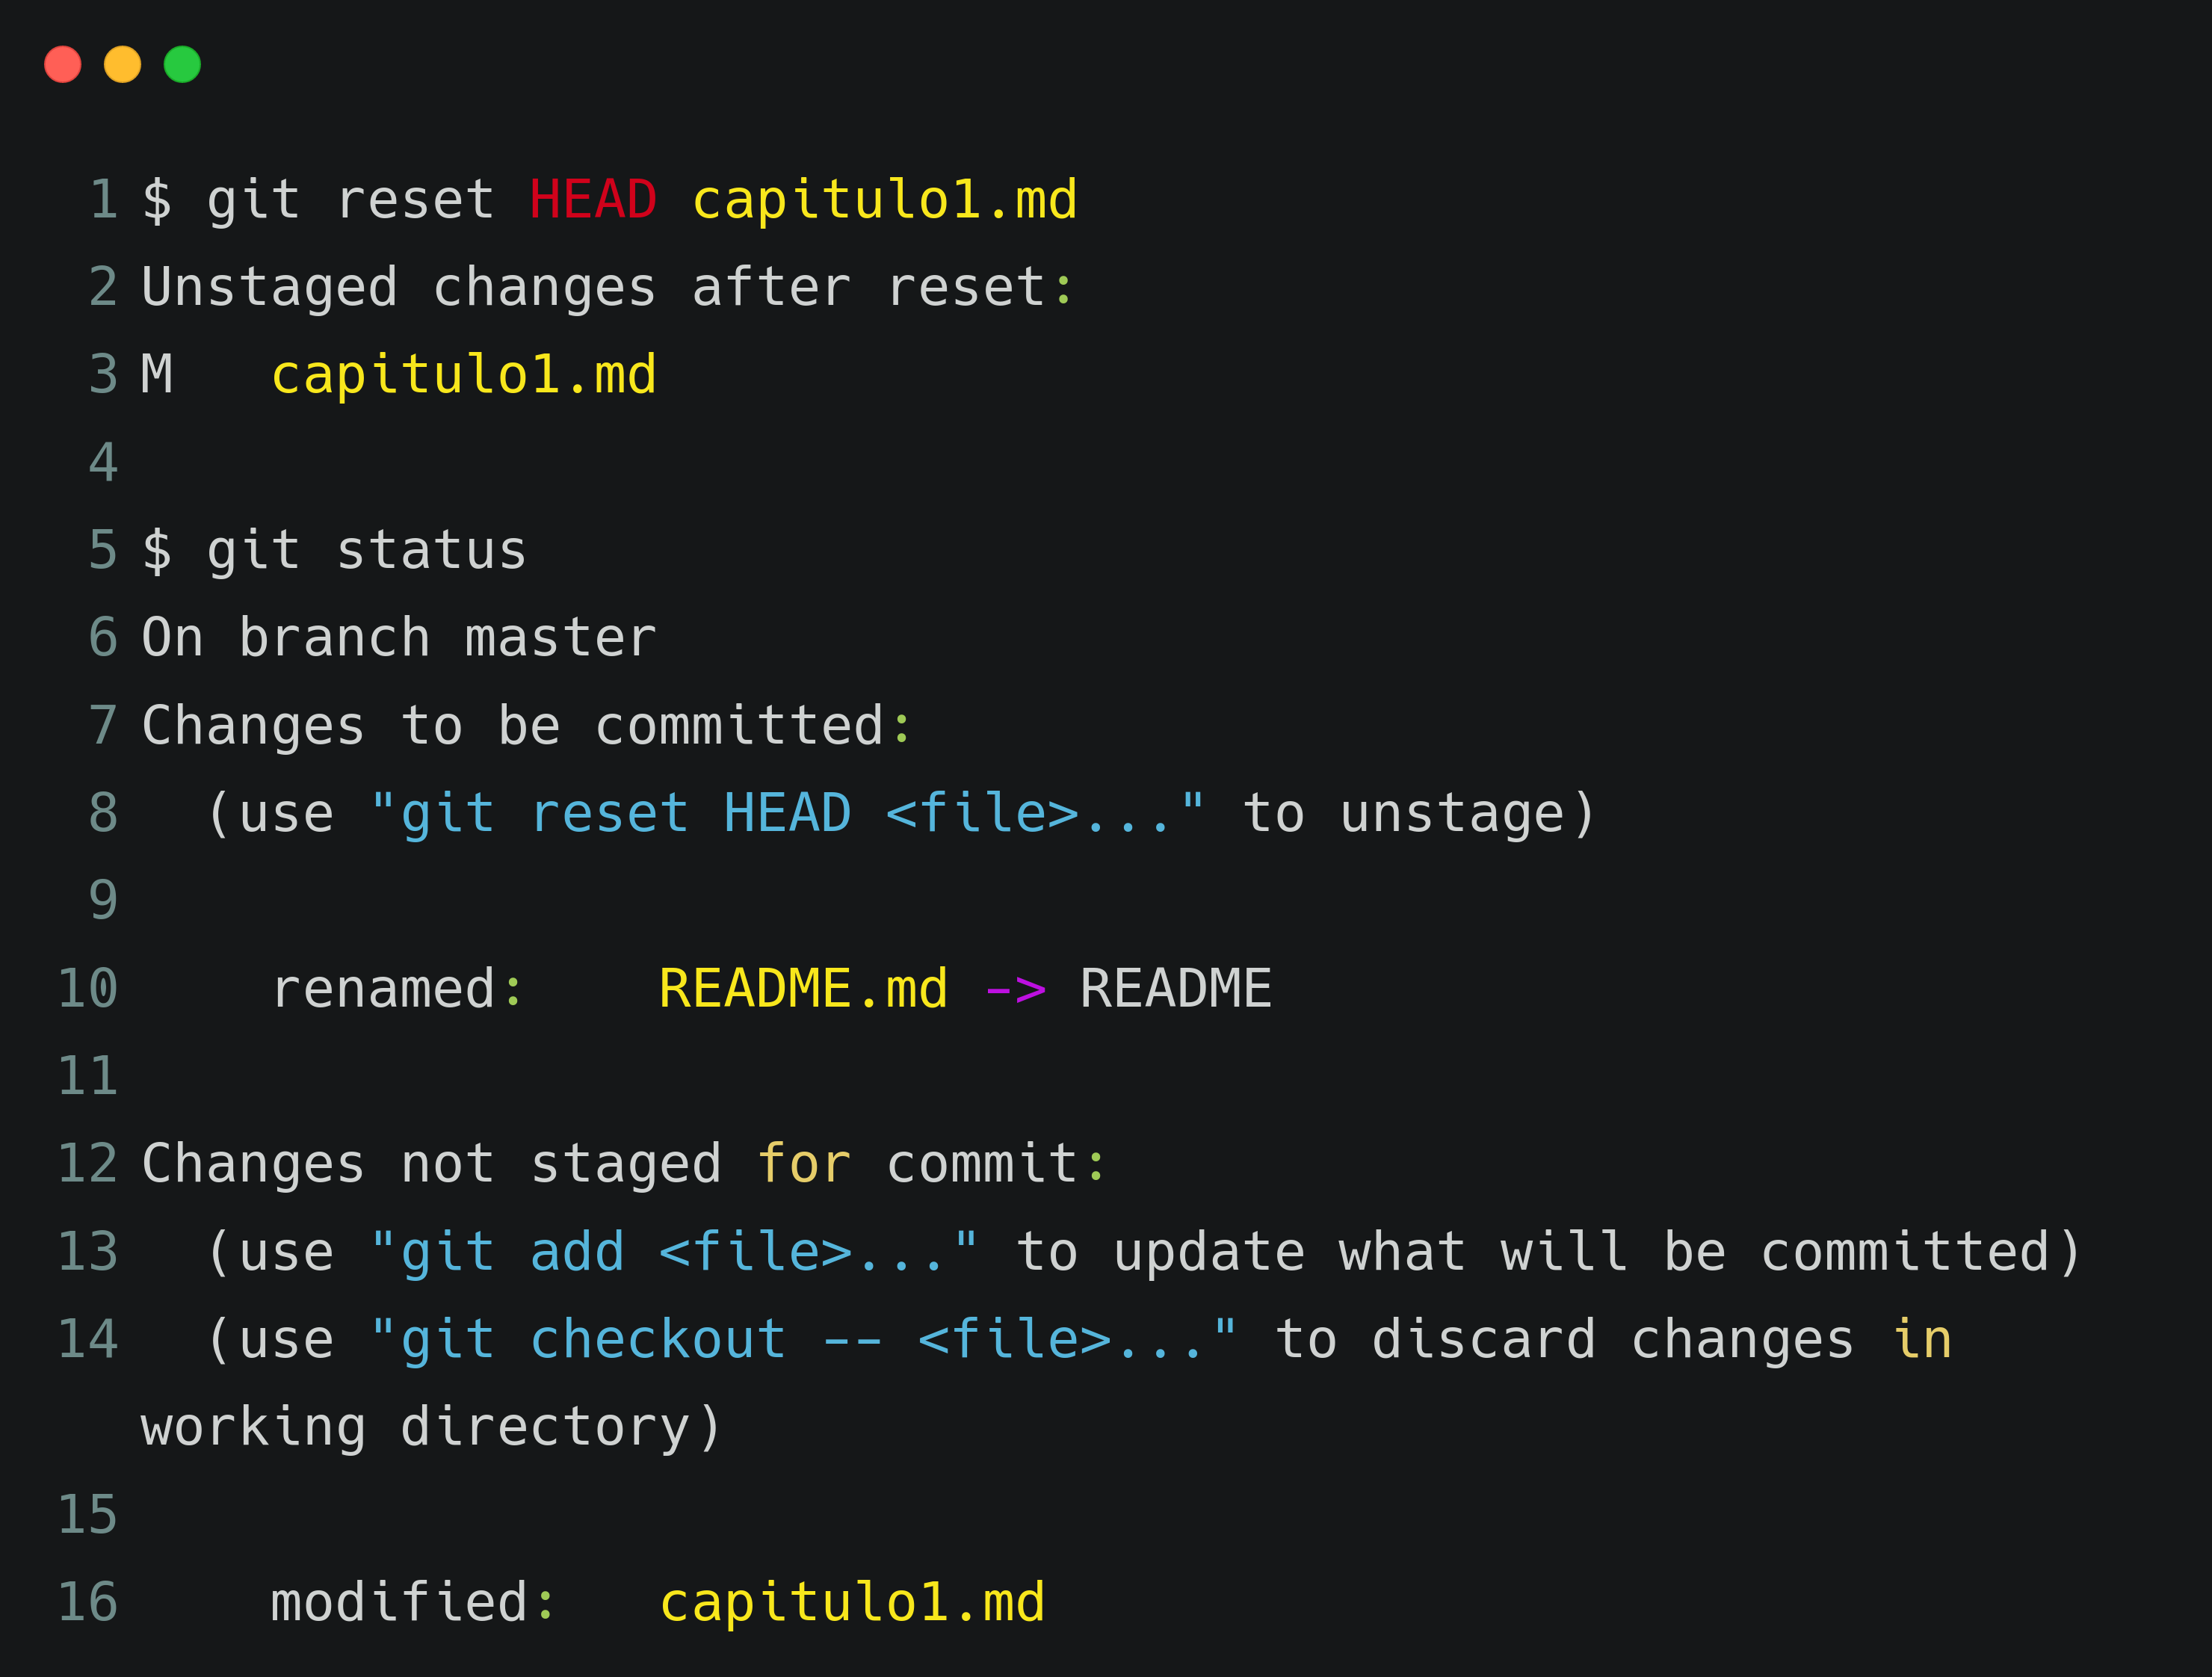 1 $ git reset HEAD capitulo1.md
2 Unstaged changes after reset:
3 M   capitulo1.md
4
5 $ git status
6 On branch master
7 Changes to be committed:
8   (use "git reset HEAD <file>..." to unstage)
9
10     renamed:    README.md -> README
11
12 Changes not staged for commit:
13   (use "git add <file>..." to update what will be committed)
14   (use "git checkout -- <file>..." to discard changes in
working directory)
15
16     modified:   capitulo1.md